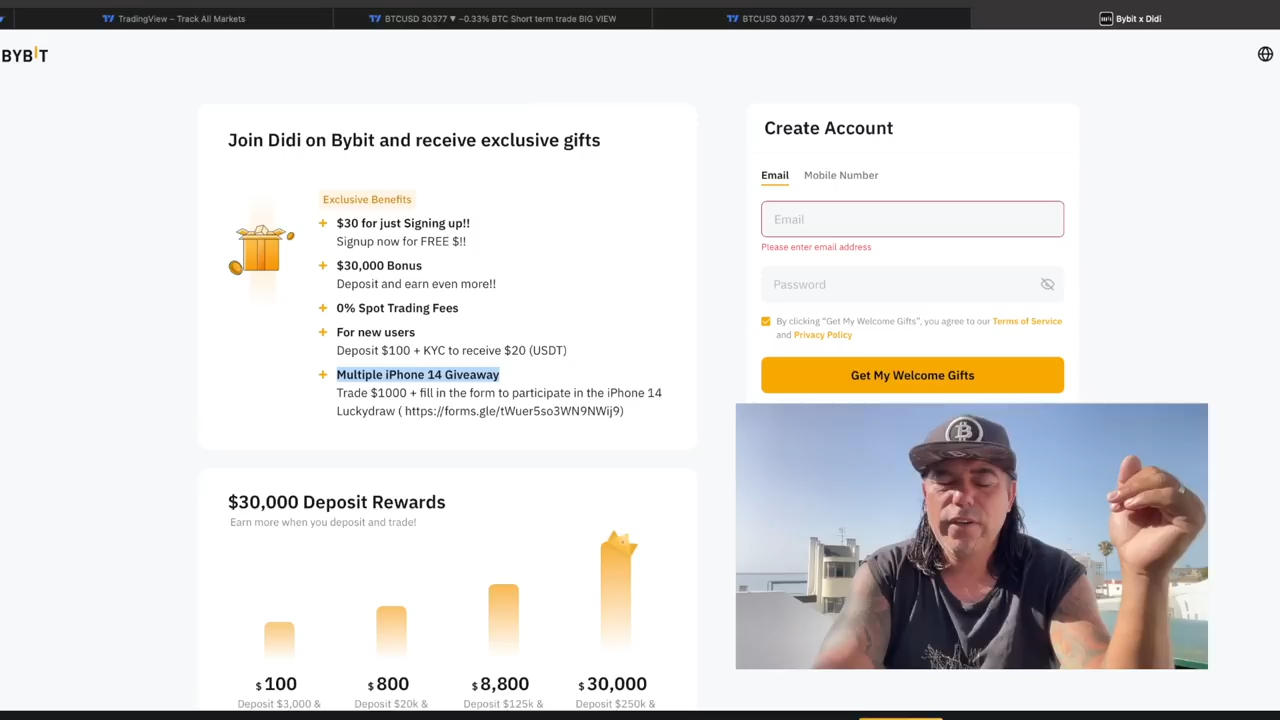 TradingView – Track All Markets
BTCUSD 30377 ▼ −0.33% BTC Short term trade BIG VIEW
BTCUSD 30377 ▼ −0.33% BTC Weekly
Bybit x Didi
BYBIT
Join Didi on Bybit and receive exclusive gifts
Exclusive Benefits
+ $30 for just Signing up!!
Signup now for FREE $!!
+ $30,000 Bonus
Deposit and earn even more!!
+ 0% Spot Trading Fees
+ For new users
Deposit $100 + KYC to receive $20 (USDT)
+ Multiple iPhone 14 Giveaway
Trade $1000 + fill in the form to participate in the iPhone 14
Luckydraw ( https://forms.gle/tWuer5so3WN9NWij9)
$30,000 Deposit Rewards
Earn more when you deposit and trade!
$ 100
$ 800
$ 8,800
$ 30,000
Deposit $3,000 &
Deposit $20k &
Deposit $125k &
Deposit $250k &
Create Account
Email
Mobile Number
Email
Please enter email address
Password
By clicking “Get My Welcome Gifts”, you agree to our Terms of Service
and Privacy Policy
Get My Welcome Gifts